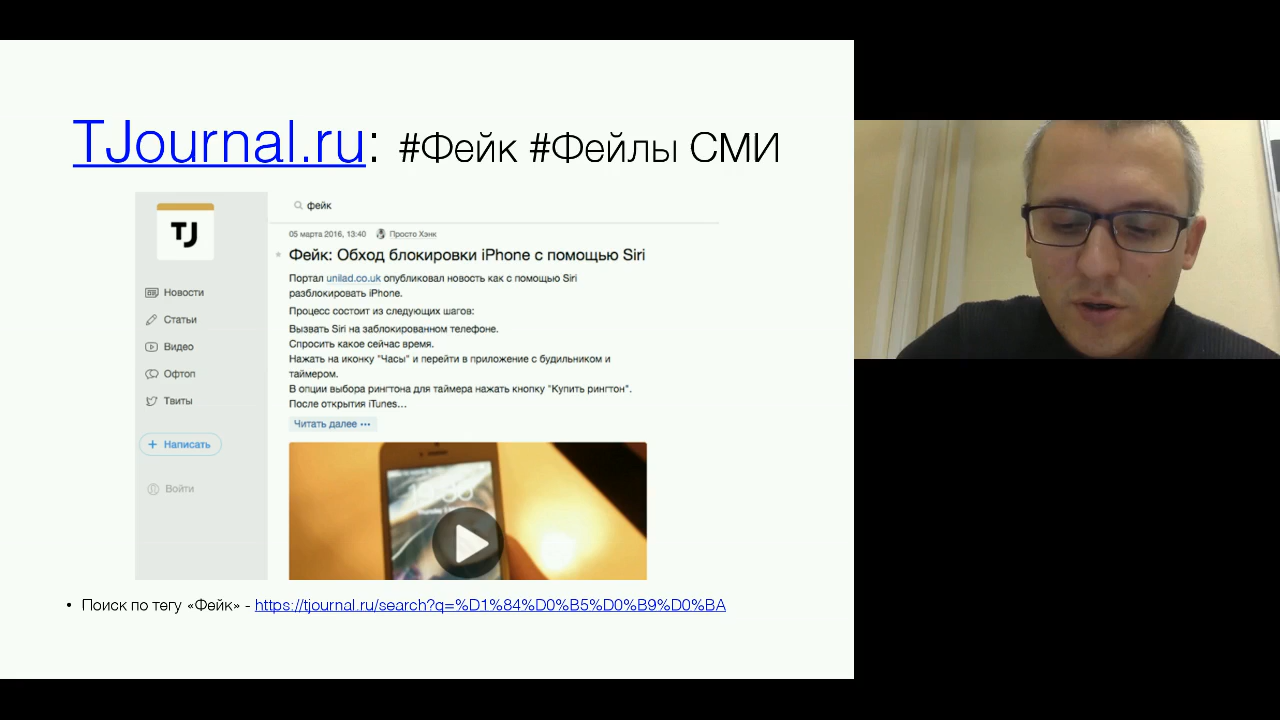 TJournal.ru: #Фейк #Фейлы СМИ
TJ
фейк
05 марта 2016, 13:40 Просто Хэнк
Фейк: Обход блокировки iPhone с помощью Siri
Портал unilad.co.uk опубликовал новость как с помощью Siri
разблокировать iPhone.
Процесс состоит из следующих шагов:
Вызвать Siri на заблокированном телефоне.
Спросить какое сейчас время.
Нажать на иконку "Часы" и перейти в приложение с будильником и
таймером.
В опции выбора рингтона для таймера нажать кнопку "Купить рингтон".
После открытия iTunes...
Читать далее •••
Новости
Статьи
Видео
Офтоп
Твиты
+ Написать
Войти
• Поиск по тегу «Фейк» - https://tjournal.ru/search?q=%D1%84%D0%B5%D0%B9%D0%BA